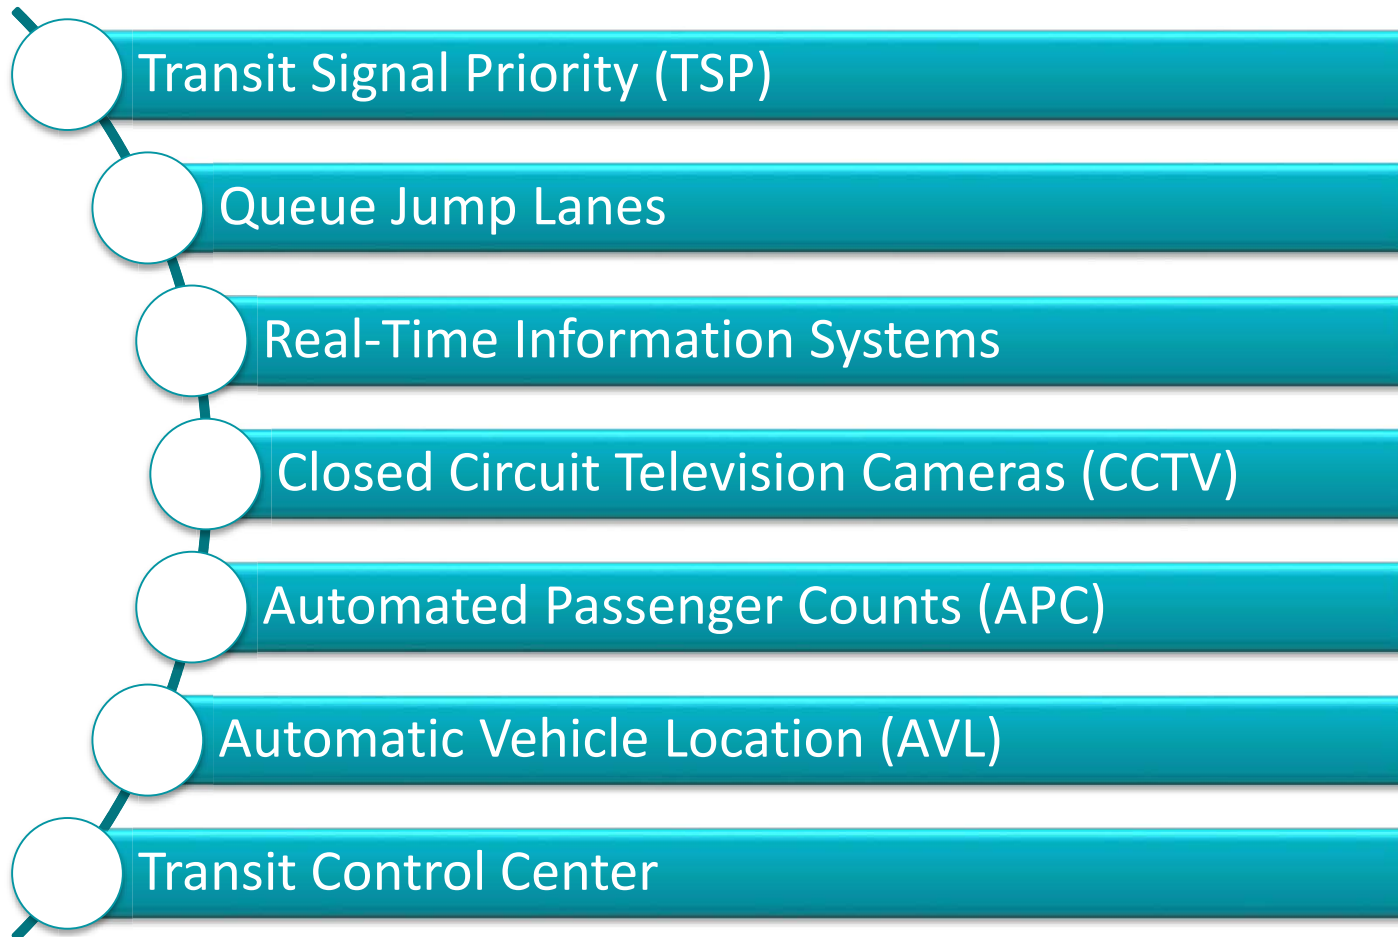 Transit Signal Priority (TSP)
Queue Jump Lanes
Real-Time Information Systems
Closed Circuit Television Cameras (CCTV)
Automated Passenger Counts (APC)
Automatic Vehicle Location (AVL)
Transit Control Center